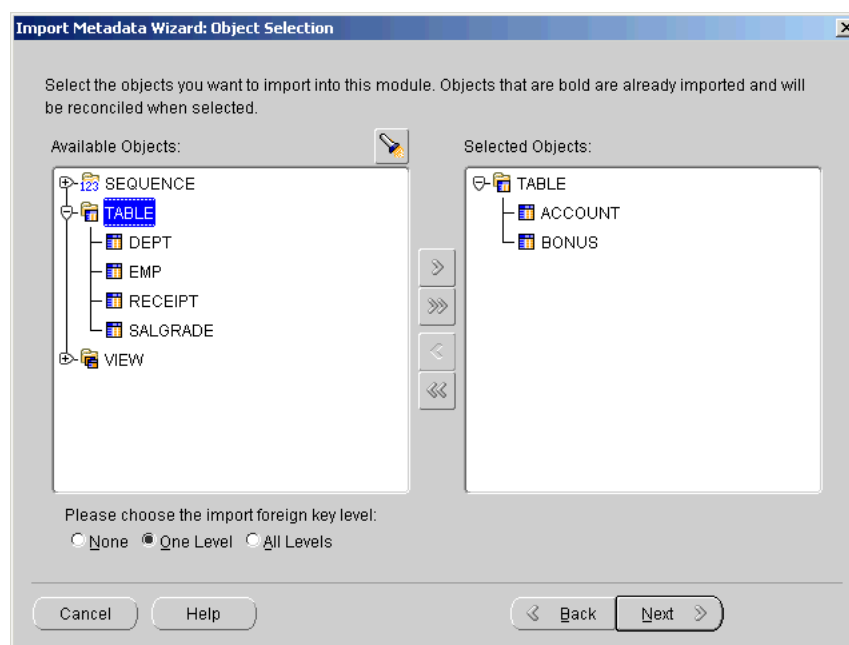 Import Metadata Wizard: Object Selection
Select the objects you want to import into this module. Objects that are bold are already imported and will
be reconciled when selected.
Available Objects:
123 SEQUENCE
TABLE
DEPT
EMP
RECEIPT
SALGRADE
VIEW
Selected Objects:
TABLE
ACCOUNT
BONUS
Please choose the import foreign key level:
None One Level All Levels
Cancel Help Back Next